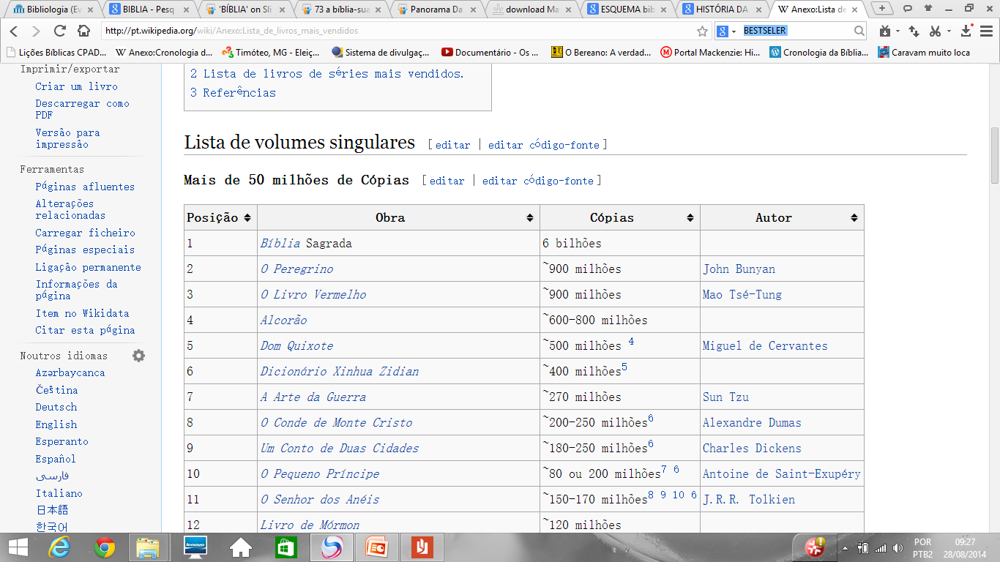 Bibliologia (Ev
BIBLIA - Pesq
'BÍBLIA' on Sli
73 a bíblia-sua
Panorama Da
download Ma
ESQUEMA bib
HISTÓRIA DA
Anexo:Lista de
http://pt.wikipedia.org/wiki/Anexo:Lista_de_livros_mais_vendidos
BESTSELER
Lições Bíblicas CPAD...
Anexo:Cronologia d...
Timóteo, MG - Eleiç...
Sistema de divulgaç...
Documentário - Os ...
O Bereano: A verdad...
Portal Mackenzie: Hi...
Cronologia da Bíblia...
Caravam muito loca
Imprimir/exportar
Criar um livro
Descarregar como
PDF
Versão para
impressão
Ferramentas
Páginas afluentes
Alterações
relacionadas
Carregar ficheiro
Páginas especiais
Ligação permanente
Informações da
página
Item no Wikidata
Citar esta página
Noutros idiomas
Azərbaycanca
Čeština
Deutsch
English
Esperanto
Español
فارسی
Italiano
日本語
한국어
2 Lista de livros de séries mais vendidos.
3 Referências
Lista de volumes singulares [ editar | editar código-fonte ]
Mais de 50 milhões de Cópias [ editar | editar código-fonte ]
Posição Obra Cópias Autor
1 Bíblia Sagrada 6 bilhões
2 O Peregrino ~900 milhões John Bunyan
3 O Livro Vermelho ~900 milhões Mao Tsé-Tung
4 Alcorão ~600-800 milhões
5 Dom Quixote ~500 milhões 4 Miguel de Cervantes
6 Dicionário Xinhua Zidian ~400 milhões5
7 A Arte da Guerra ~270 milhões Sun Tzu
8 O Conde de Monte Cristo ~200-250 milhões6 Alexandre Dumas
9 Um Conto de Duas Cidades ~180-250 milhões6 Charles Dickens
10 O Pequeno Príncipe ~80 ou 200 milhões7 6 Antoine de Saint-Exupéry
11 O Senhor dos Anéis ~150-170 milhões8 9 10 6 J.R.R. Tolkien
12 Livro de Mórmon ~120 milhões
lenovo
POR
PTB2
09:27
28/08/2014